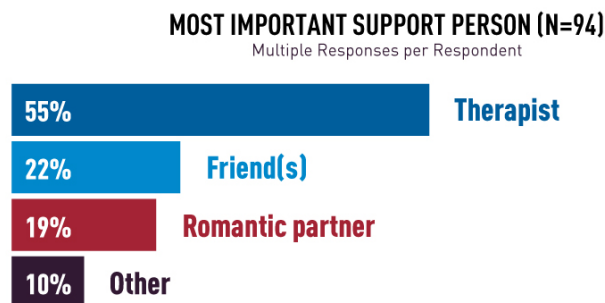 MOST IMPORTANT SUPPORT PERSON (N=94)
Multiple Responses per Respondent
55% Therapist
22% Friend(s)
19% Romantic partner
10% Other